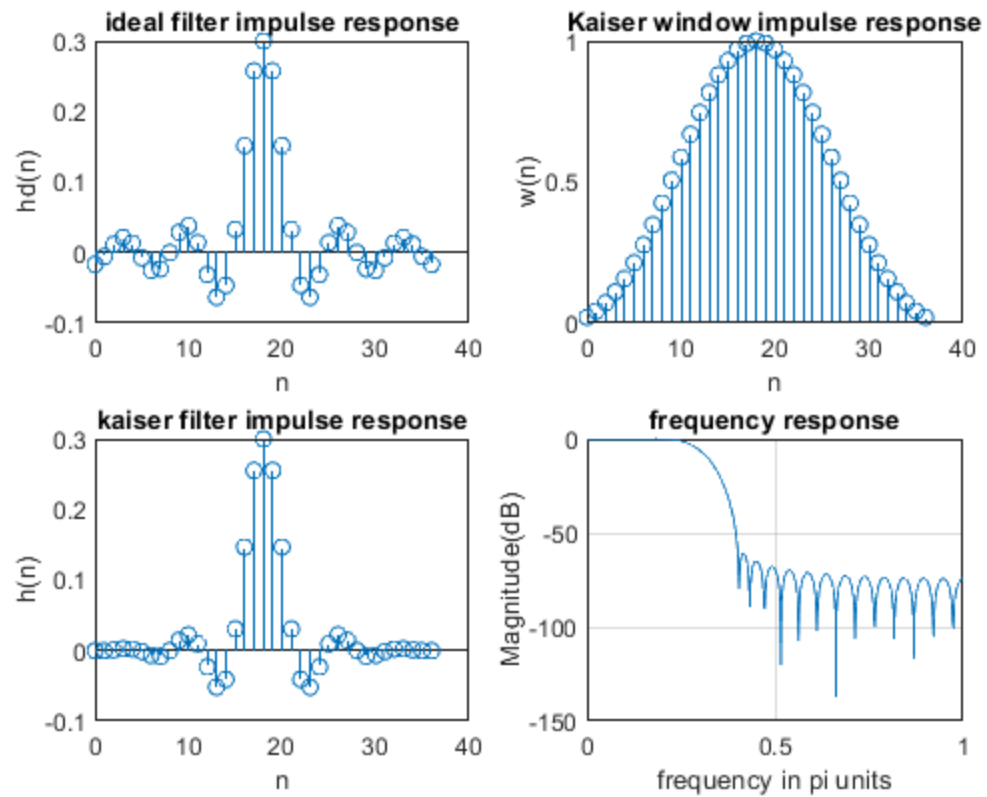 ideal filter impulse response
0.3
0.2
0.1
0
-0.1
hd(n)
0 10 20 30 40
n
Kaiser window impulse response
1
0.5
0
w(n)
0 10 20 30 40
n
kaiser filter impulse response
0.3
0.2
0.1
0
-0.1
h(n)
0 10 20 30 40
n
frequency response
0
-50
-100
-150
Magnitude(dB)
0 0.5 1
frequency in pi units